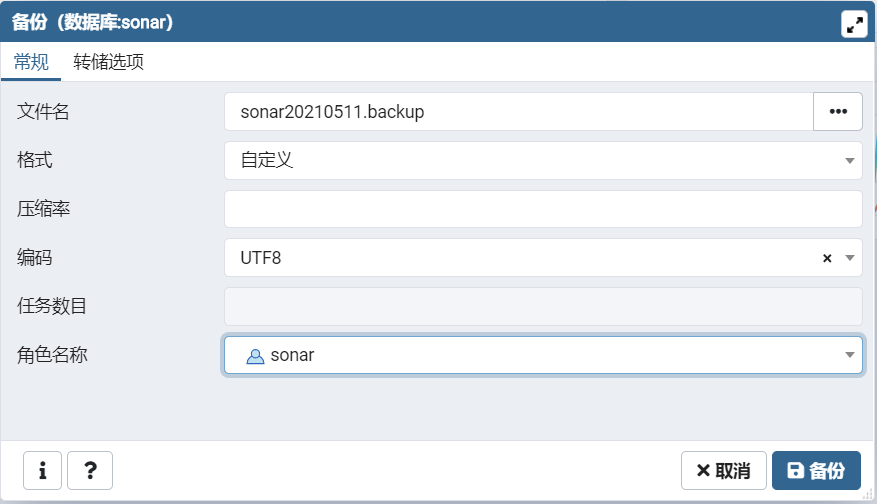 备份（数据库:sonar）
常规 转储选项
文件名 sonar20210511.backup •••
格式 自定义
压缩率
编码 UTF8 ×
任务数目
角色名称 sonar
i ? ×取消 备份